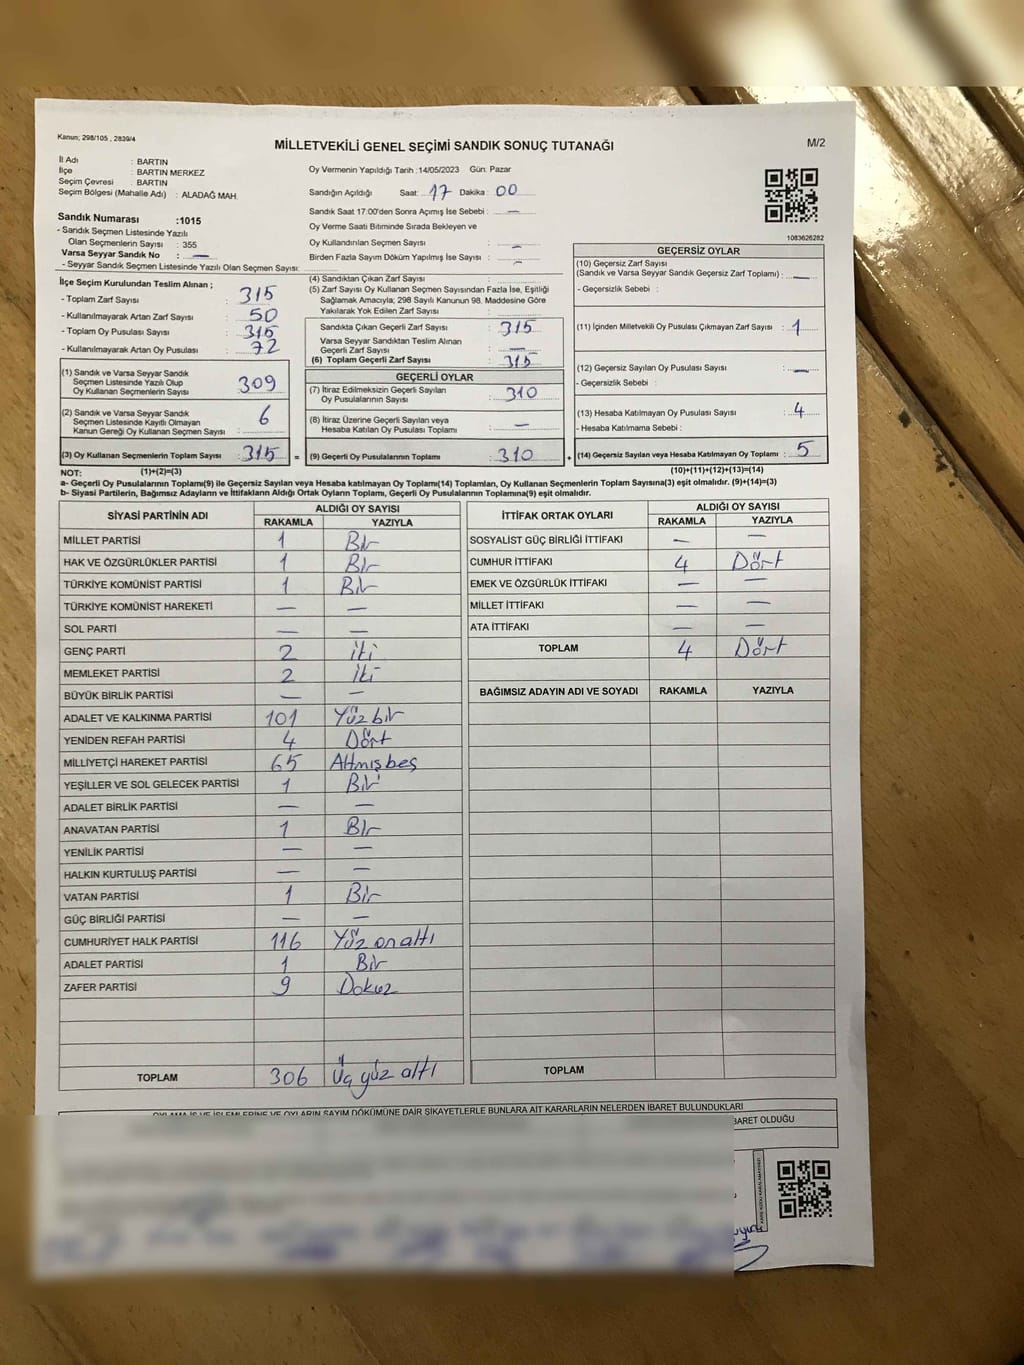 Kanun; 298/105 , 2839/4
MİLLETVEKİLİ GENEL SEÇİMİ SANDIK SONUÇ TUTANAĞI
M/2
İl Adı : BARTIN
İlçe : BARTIN MERKEZ
Seçim Çevresi : BARTIN
Seçim Bölgesi (Mahalle Adı) : ALADAĞ MAH.
Sandık Numarası :1015
- Sandık Seçmen Listesinde Yazılı
Olan Seçmenlerin Sayısı : 355
Varsa Seyyar Sandık No : —
- Seyyar Sandık Seçmen Listesinde Yazılı Olan Seçmen Sayısı:
Oy Vermenin Yapıldığı Tarih :14/05/2023 Gün: Pazar
Sandığın Açıldığı Saat: 17 Dakika : 00
Sandık Saat 17:00'den Sonra Açımış İse Sebebi : —
Oy Verme Saati Bitiminde Sırada Bekleyen ve
Oy Kullandırılan Seçmen Sayısı : —
Birden Fazla Sayım Döküm Yapılmış İse Sayısı : —
1083626282
İlçe Seçim Kurulundan Teslim Alınan ;
- Toplam Zarf Sayısı : 315
- Kullanılmayarak Artan Zarf Sayısı : 50
- Toplam Oy Pusulası Sayısı : 315
- Kullanılmayarak Artan Oy Pusulası : 72
(1) Sandık ve Varsa Seyyar Sandık
Seçmen Listesinde Yazılı Olup
Oy Kullanan Seçmenlerin Sayısı : 309
(2) Sandık ve Varsa Seyyar Sandık
Seçmen Listesinde Kayıtlı Olmayan
Kanun Gereği Oy Kullanan Seçmen Sayısı : 6
(3) Oy Kullanan Seçmenlerin Toplam Sayısı : 315 =
(4) Sandıktan Çıkan Zarf Sayısı :
(5) Zarf Sayısı Oy Kullanan Seçmen Sayısından Fazla İse, Eşitliği
Sağlamak Amacıyla; 298 Sayılı Kanunun 98. Maddesine Göre
Yakılarak Yok Edilen Zarf Sayısı :
Sandıkta Çıkan Geçerli Zarf Sayısı : 315
Varsa Seyyar Sandıktan Teslim Alınan
Geçerli Zarf Sayısı : —
(6) Toplam Geçerli Zarf Sayısı : 315
GEÇERLİ OYLAR
(7) İtiraz Edilmeksizin Geçerli Sayılan
Oy Pusulalarının Sayısı : 310
(8) İtiraz Üzerine Geçerli Sayılan veya
Hesaba Katılan Oy Pusulası Toplamı : —
(9) Geçerli Oy Pusulalarının Toplamı : 310 +
GEÇERSİZ OYLAR
(10) Geçersiz Zarf Sayısı
(Sandık ve Varsa Seyyar Sandık Geçersiz Zarf Toplamı) : —
- Geçersizlik Sebebi :
(11) İçinden Milletvekili Oy Pusulası Çıkmayan Zarf Sayısı : 1
(12) Geçersiz Sayılan Oy Pusulası Sayısı : —
- Geçersizlik Sebebi :
(13) Hesaba Katılmayan Oy Pusulası Sayısı : 4
- Hesaba Katılmama Sebebi :
(14) Geçersiz Sayılan veya Hesaba Katılmayan Oy Toplamı : 5
NOT: (1)+(2)=(3) (10)+(11)+(12)+(13)=(14)
a- Geçerli Oy Pusulalarının Toplamı(9) ile Geçersiz Sayılan veya Hesaba katılmayan Oy Toplamı(14) Toplamları, Oy Kullanan Seçmenlerin Toplam Sayısına(3) eşit olmalıdır. (9)+(14)=(3)
b- Siyasi Partilerin, Bağımsız Adayların ve İttifakların Aldığı Ortak Oyların Toplamı, Geçerli Oy Pusulalarının Toplamına(9) eşit olmalıdır.
SİYASİ PARTİNİN ADI ALDIĞI OY SAYISI
RAKAMLA YAZIYLA
MİLLET PARTİSİ 1 Bir
HAK VE ÖZGÜRLÜKLER PARTİSİ 1 Bir
TÜRKİYE KOMÜNİST PARTİSİ 1 Bir
TÜRKİYE KOMÜNİST HAREKETİ — —
SOL PARTİ — —
GENÇ PARTİ 2 İki
MEMLEKET PARTİSİ 2 İki
BÜYÜK BİRLİK PARTİSİ — —
ADALET VE KALKINMA PARTİSİ 101 Yüz bir
YENİDEN REFAH PARTİSİ 4 Dört
MİLLİYETÇİ HAREKET PARTİSİ 65 Altmışbeş
YEŞİLLER VE SOL GELECEK PARTİSİ 1 Bir
ADALET BİRLİK PARTİSİ — —
ANAVATAN PARTİSİ 1 Bir
YENİLİK PARTİSİ — —
HALKIN KURTULUŞ PARTİSİ — —
VATAN PARTİSİ 1 Bir
GÜÇ BİRLİĞİ PARTİSİ — —
CUMHURİYET HALK PARTİSİ 116 Yüz on altı
ADALET PARTİSİ 1 Bir
ZAFER PARTİSİ 9 Dokuz
TOPLAM 306 Üç yüz altı
İTTİFAK ORTAK OYLARI ALDIĞI OY SAYISI
RAKAMLA YAZIYLA
SOSYALİST GÜÇ BİRLİĞİ İTTİFAKI — —
CUMHUR İTTİFAKI 4 Dört
EMEK VE ÖZGÜRLÜK İTTİFAKI — —
MİLLET İTTİFAKI — —
ATA İTTİFAKI — —
TOPLAM 4 Dört
BAĞIMSIZ ADAYIN ADI VE SOYADI RAKAMLA YAZIYLA
TOPLAM
OYLAMA İŞ VE İŞLEMLERİNE VE OYLARIN SAYIM DÖKÜMÜNE DAİR ŞİKAYETLERLE BUNLARA AİT KARARLARIN NELERDEN İBARET BULUNDUKLARI
BARET OLDUĞU